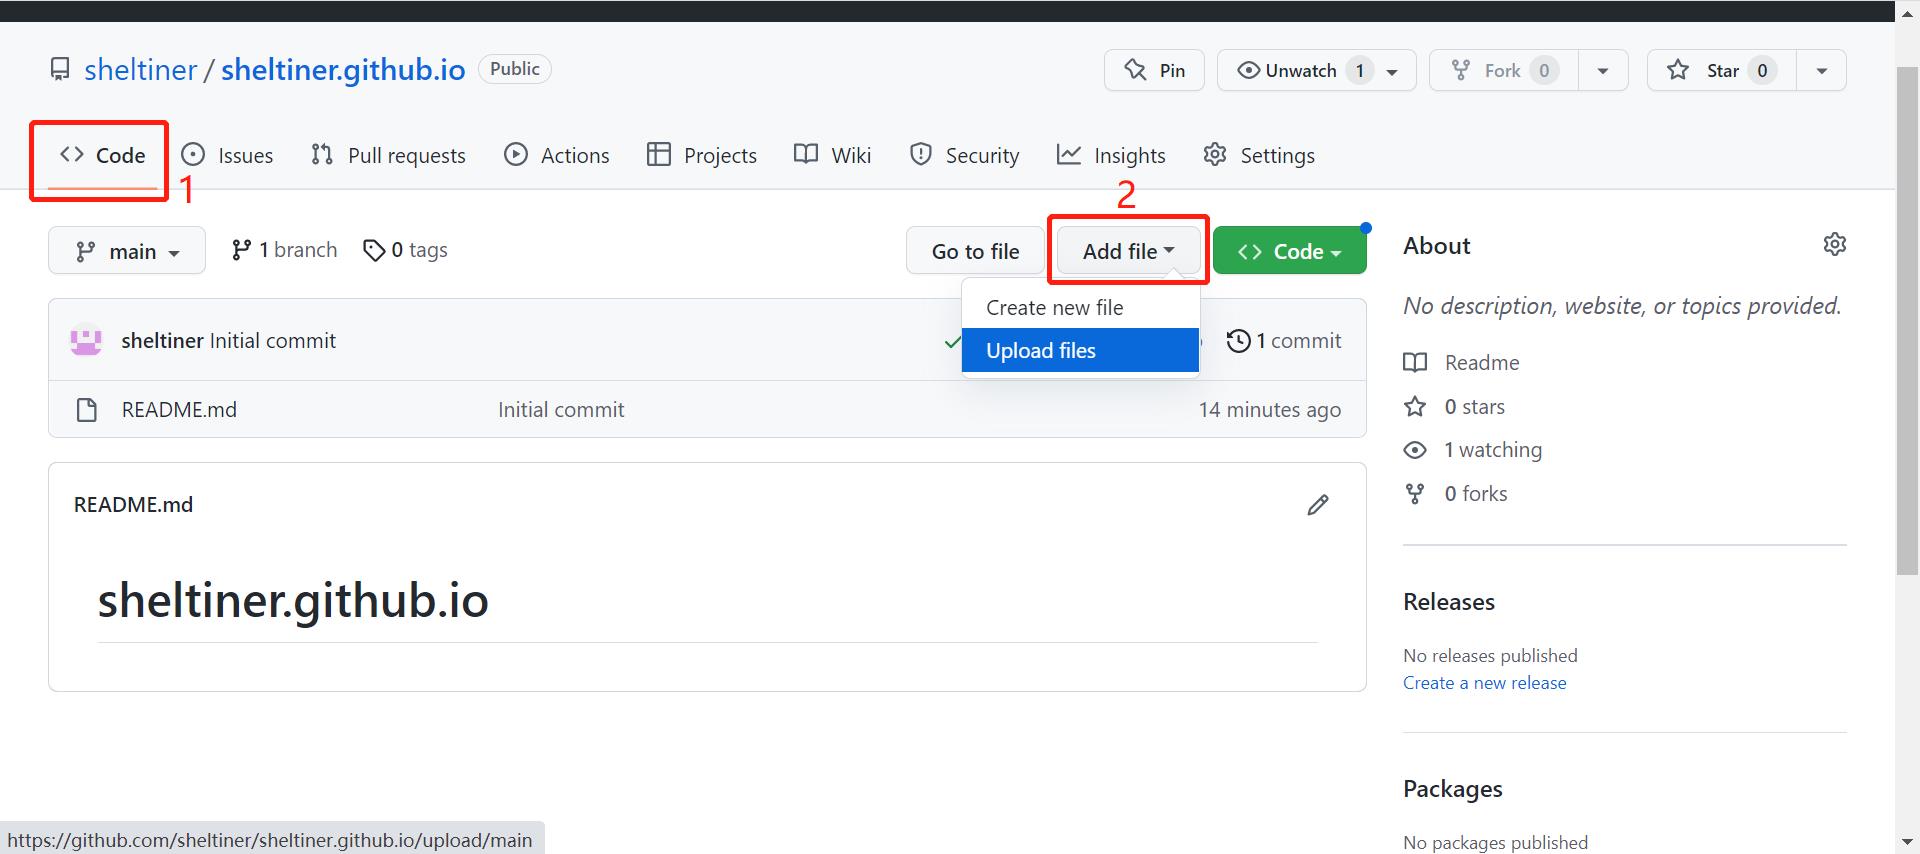 sheltiner / sheltiner.github.io Public
Pin Unwatch 1 Fork 0 Star 0
Code Issues Pull requests Actions Projects Wiki Security Insights Settings
1
2
main 1 branch 0 tags Go to file Add file Code
Create new file
Upload files
sheltiner Initial commit 1 commit
README.md Initial commit 14 minutes ago
README.md
sheltiner.github.io
About
No description, website, or topics provided.
Readme
0 stars
1 watching
0 forks
Releases
No releases published
Create a new release
Packages
No packages published
https://github.com/sheltiner/sheltiner.github.io/upload/main